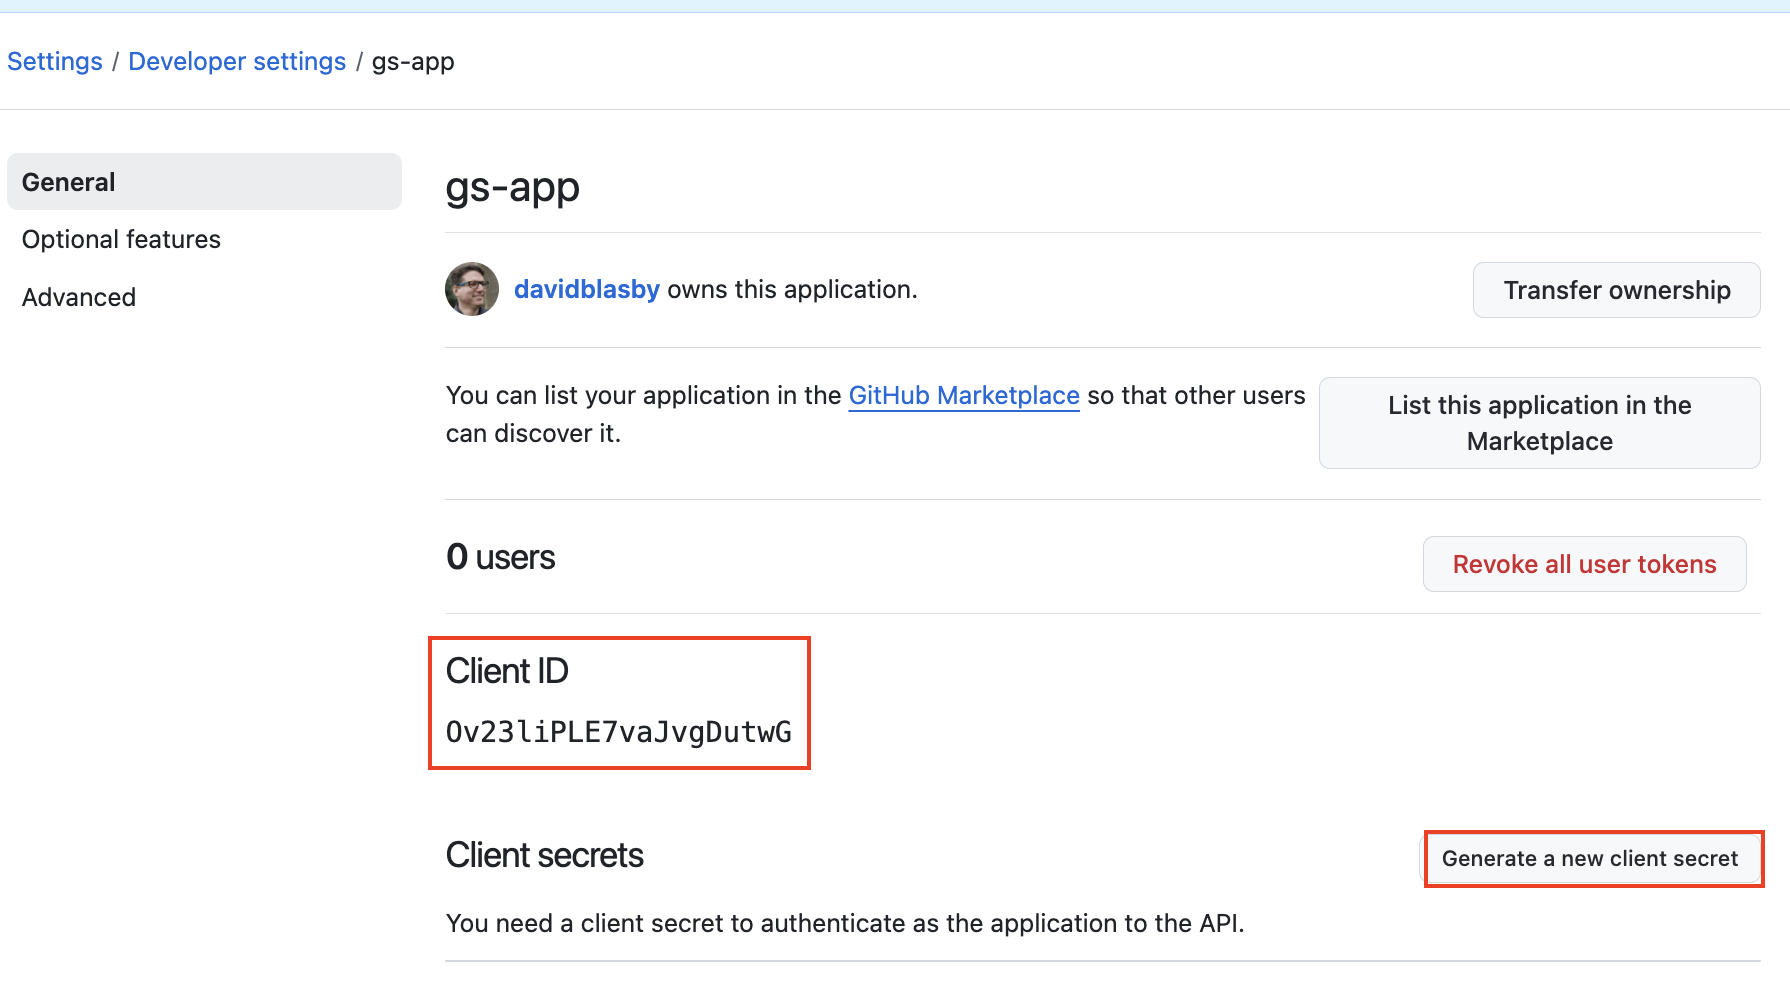 Settings / Developer settings / gs-app
General
Optional features
Advanced
gs-app
davidblasby owns this application.
Transfer ownership
You can list your application in the GitHub Marketplace so that other users
can discover it.
List this application in the
Marketplace
0 users
Revoke all user tokens
Client ID
Ov23liPLE7vaJvgDutwG
Client secrets
Generate a new client secret
You need a client secret to authenticate as the application to the API.